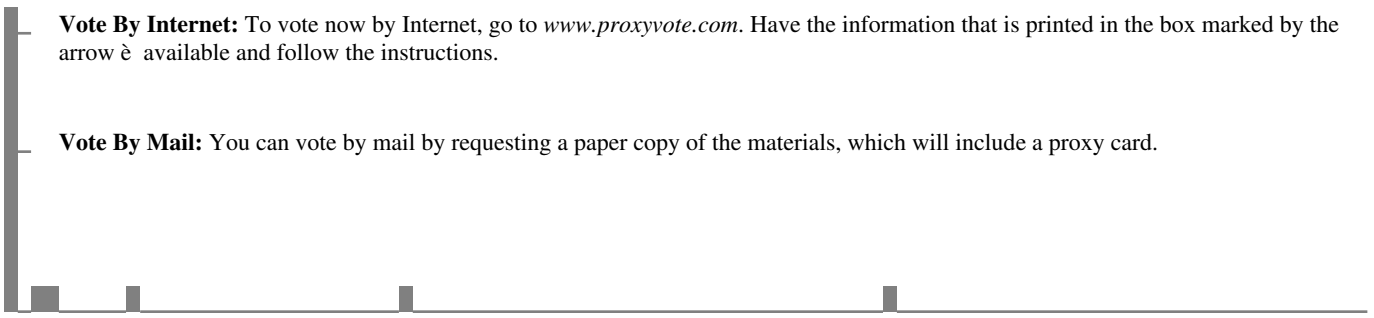 Vote By Internet: To vote now by Internet, go to www.proxyvote.com. Have the information that is printed in the box marked by the
arrow è available and follow the instructions.
Vote By Mail: You can vote by mail by requesting a paper copy of the materials, which will include a proxy card.